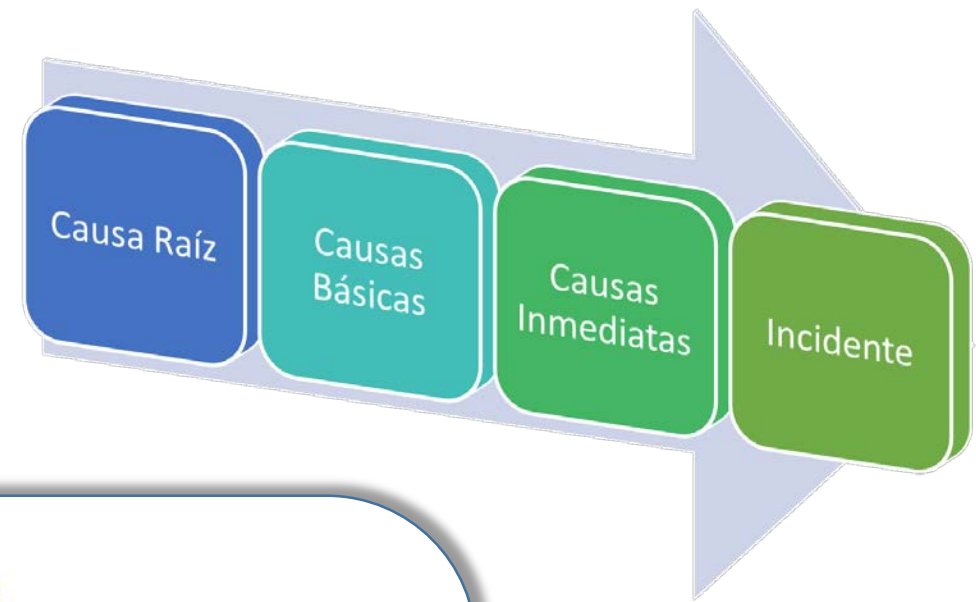 Causa Raíz
Causas
Básicas
Causas
Inmediatas
Incidente